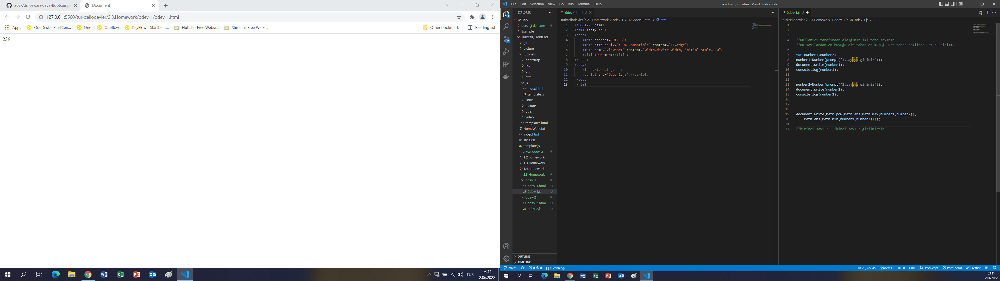 207-Atmosware-Java-Bootcamp/
Document
127.0.0.1:5500/turkcellodevler/2.3.Homework/ödev-1/ödev-1.html
Apps
OneDesk - StartCen...
One
Oneflow
KeyFlow - StartCent...
Fluffster Free Websi...
Stimulus Free Webs...
Other bookmarks
Reading list
239
TUR
03:11
2.06.2022
File Edit Selection View Go Run Terminal Help
● ödev-1.js - patika - Visual Studio Code
EXPLORER
PATIKA
ders içi deneme
Example
Turkcell_FrontEnd
git
picture
tutorials
bootstrap
css
git
html
js
index.html
template.js
linux
picture
utils
video
templates.html
HomeWork.txt
index.html
style.css
template.js
turkcellodevler
1.2.homework
1.3 Homework
1.4.homework
2.3.Homework
ödev-1
ödev-1.html U
ödev-1.js U
ödev-2
ödev-2.html U
ödev-2.js U
OUTLINE
TIMELINE
ödev-1.html U
turkcellodevler > 2.3.Homework > ödev-1 > ödev-1.html > html
1 <!DOCTYPE html>
2 <html lang="en">
3 <head>
4 <meta charset="UTF-8">
5 <meta http-equiv="X-UA-Compatible" content="IE=edge">
6 <meta name="viewport" content="width=device-width, initial-scale=1.0">
7 <title>Document</title>
8 </head>
9 <body>
10 <!-- external js -->
11 <script src="ödev-1.js"></script>
12 </body>
13 </html>
JS ödev-1.js U ●
turkcellodevler > 2.3.Homework > ödev-1 > JS ödev-1.js > ...
1
2
3
4 //Kullanıcı tarafından aldığımız iki tane sayının
5 //Bu sayılardan en büyüğü alt taban en küçüğü üst taban şeklinde üstünü alalım.
6
7 var number1,number2;
8 number1=Number(prompt("1.sayıyı giriniz"));
9 document.write(number1);
10 console.log(number1);
11
12
13 number2=Number(prompt("2.sayıyı giriniz"));
14 document.write(number2);
15 console.log(number2);
16
17
18
19 document.write(Math.pow(Math.abs(Math.max(number1,number2)),
20 Math.abs(Math.min(number1,number2))));
21
22 //birinci sayı 2 ikinci sayı 3 girilmiştir
main* 0 0 {..} : Scanning..
Ln 22, Col 45 Spaces: 4 UTF-8 CRLF JavaScript Port : 5500 Prettier
03:11
2.06.2022